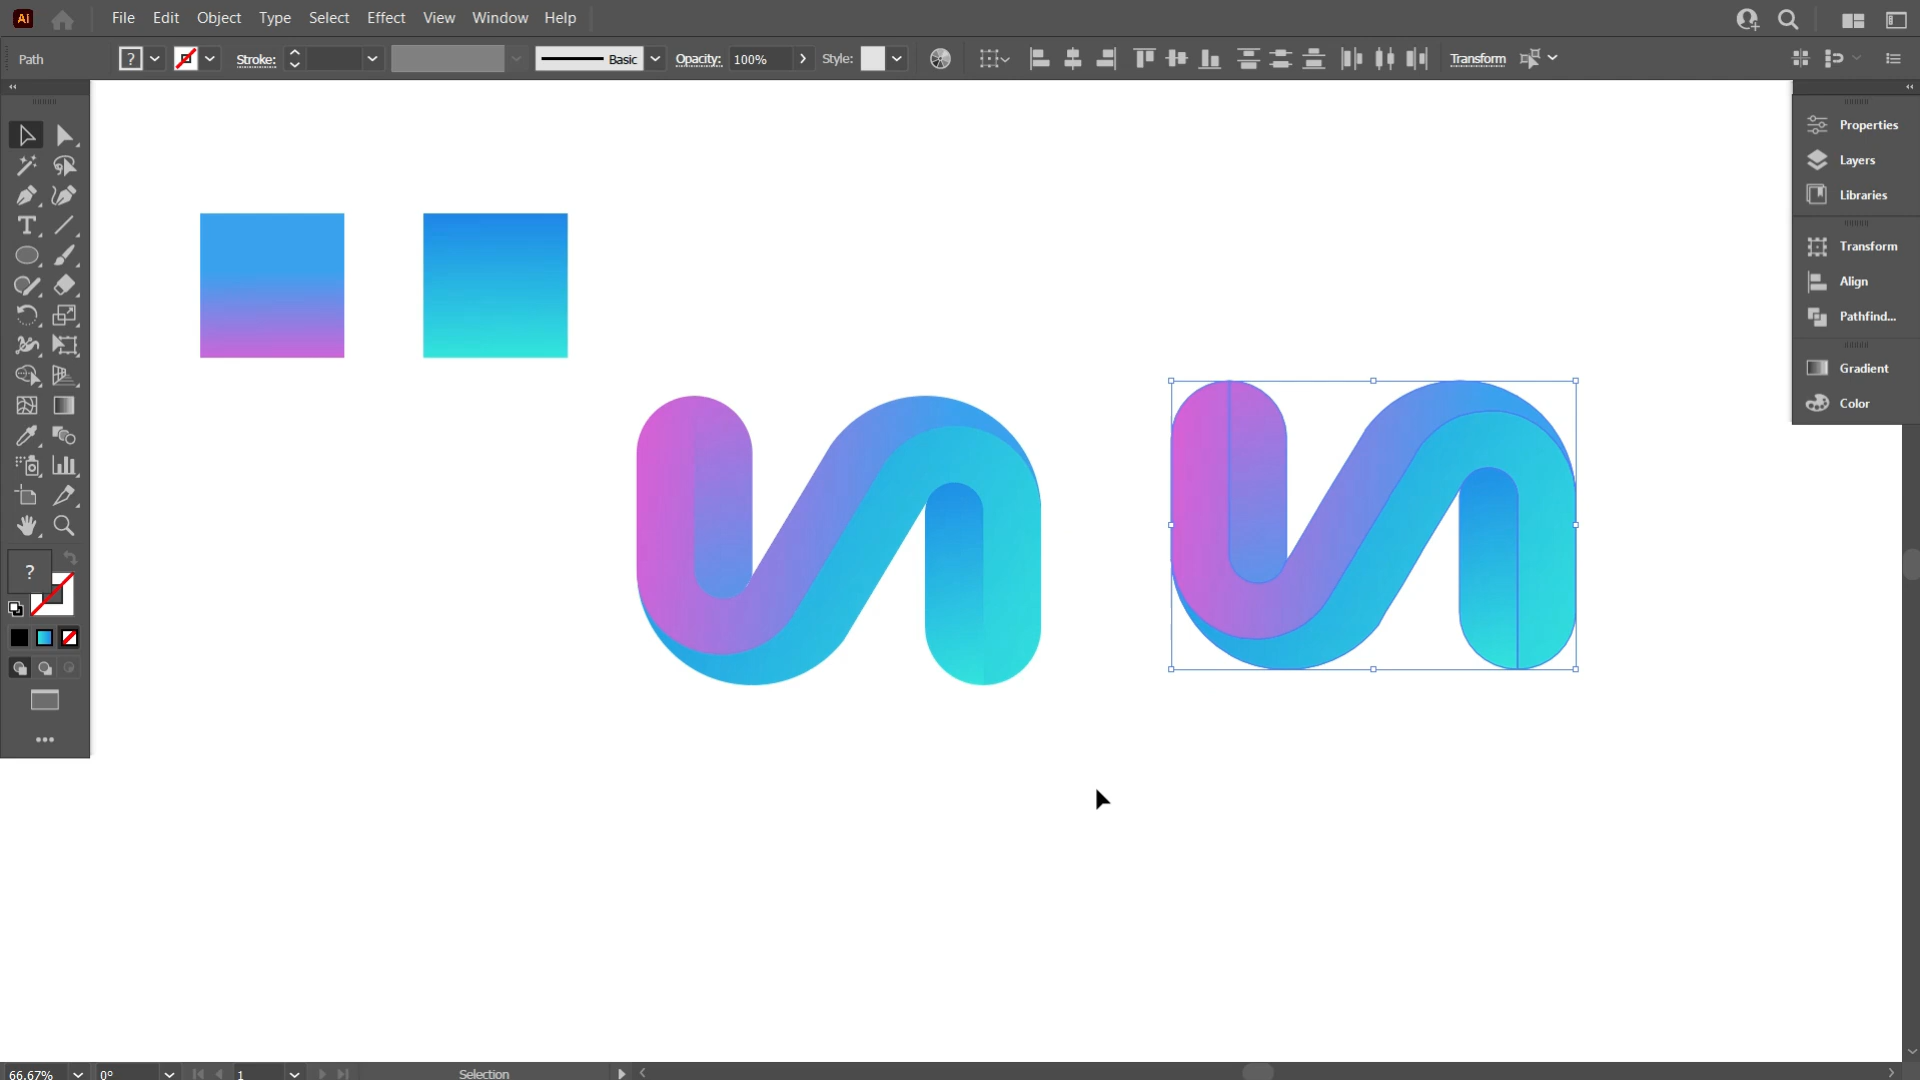 Ai File Edit Object Type Select Effect View Window Help
Path ? Stroke: Basic Opacity: 100% Style: Transform
Properties
Layers
Libraries
Transform
Align
Pathfind...
Gradient
Color
T
?
66.67% 0° 1 Selection